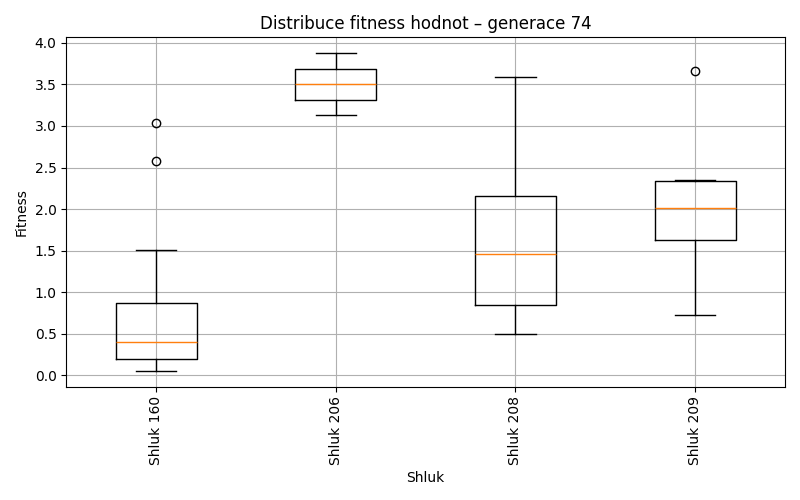 Distribuce fitness hodnot – generace 74
Fitness
4.0
3.5
3.0
2.5
2.0
1.5
1.0
0.5
0.0
Shluk 160
Shluk 206
Shluk 208
Shluk 209
Shluk